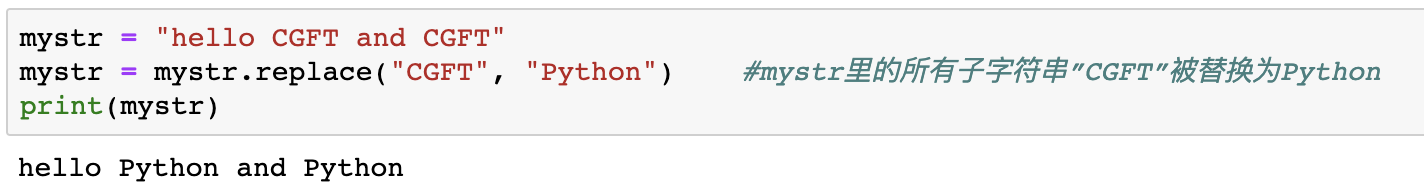 mystr = "hello CGFT and CGFT"
mystr = mystr.replace("CGFT", "Python")    #mystr里的所有子字符串”CGFT”被替换为Python
print(mystr)
hello Python and Python